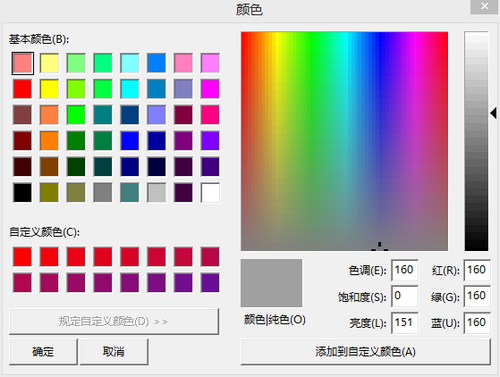 颜色
基本颜色(B):
自定义颜色(C):
规定自定义颜色(D) >>
确定 取消
颜色|纯色(O)
色调(E): 160 红(R): 160
饱和度(S): 0 绿(G): 160
亮度(L): 151 蓝(U): 160
添加到自定义颜色(A)